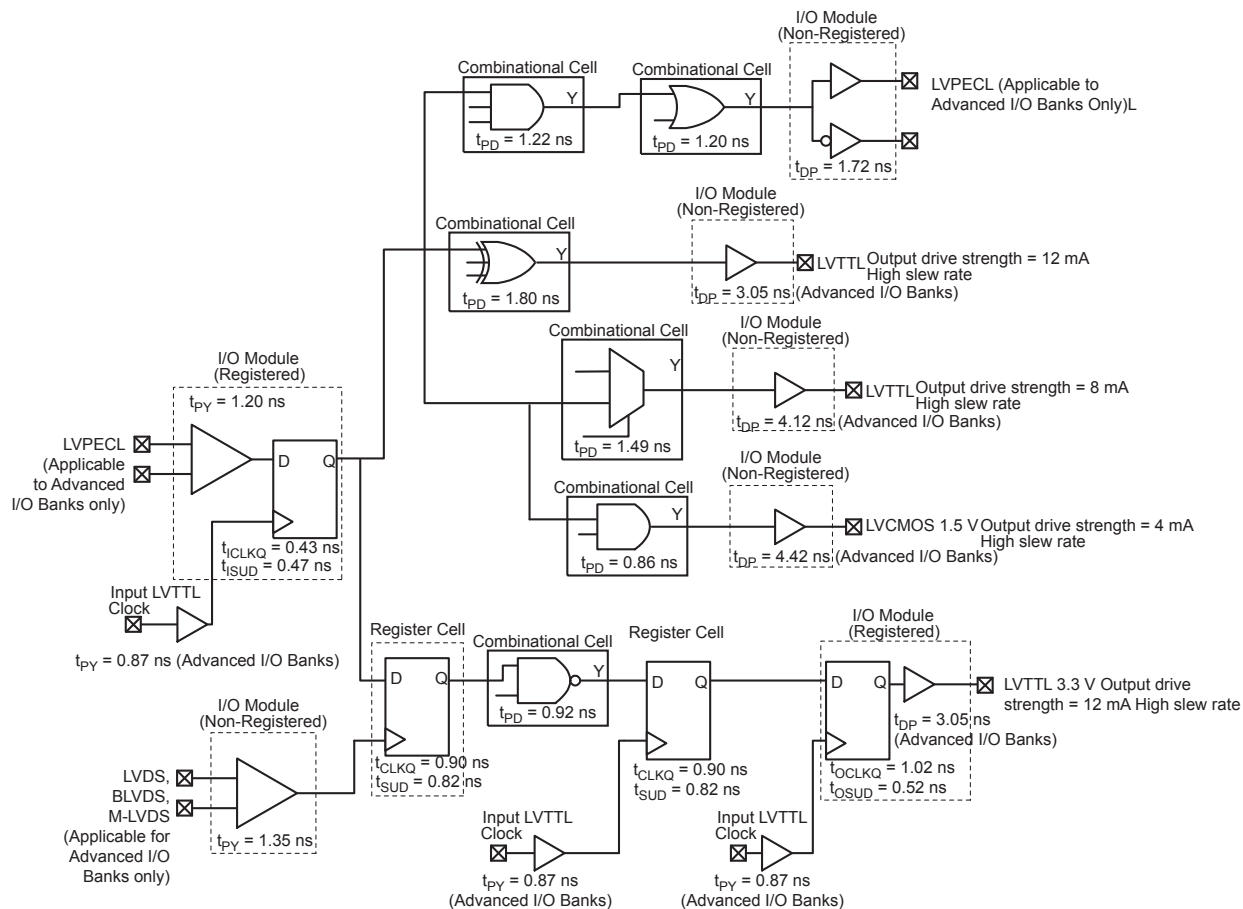 I/O Module
(Non-Registered)
Combinational Cell
Y
tPD = 1.22 ns
Combinational Cell
Y
tPD = 1.20 ns
LVPECL (Applicable to
Advanced I/O Banks Only)L
tDP = 1.72 ns
I/O Module
(Non-Registered)
Combinational Cell
Y
tPD = 1.80 ns
LVTTL Output drive strength = 12 mA
High slew rate
tDP = 3.05 ns (Advanced I/O Banks)
I/O Module
(Non-Registered)
Combinational Cell
Y
tPD = 1.49 ns
LVTTL Output drive strength = 8 mA
High slew rate
tDP = 4.12 ns (Advanced I/O Banks)
I/O Module
(Non-Registered)
Combinational Cell
Y
tPD = 0.86 ns
LVCMOS 1.5 V Output drive strength = 4 mA
High slew rate
tDP = 4.42 ns (Advanced I/O Banks)
I/O Module
(Registered)
tPY = 1.20 ns
LVPECL
(Applicable
to Advanced
I/O Banks only)
D Q
tICLKQ = 0.43 ns
tISUD = 0.47 ns
Input LVTTL
Clock
tPY = 0.87 ns (Advanced I/O Banks)
I/O Module
(Non-Registered)
LVDS,
BLVDS,
M-LVDS
(Applicable for
Advanced I/O
Banks only)
tPY = 1.35 ns
Register Cell
D Q
tCLKQ = 0.90 ns
tSUD = 0.82 ns
Combinational Cell
Y
tPD = 0.92 ns
Register Cell
D Q
tCLKQ = 0.90 ns
tSUD = 0.82 ns
Input LVTTL
Clock
tPY = 0.87 ns
(Advanced I/O Banks)
I/O Module
(Registered)
D Q
tDP = 3.05 ns
(Advanced I/O Banks)
tOCLKQ = 1.02 ns
tOSUD = 0.52 ns
LVTTL 3.3 V Output drive
strength = 12 mA High slew rate
Input LVTTL
Clock
tPY = 0.87 ns
(Advanced I/O Banks)